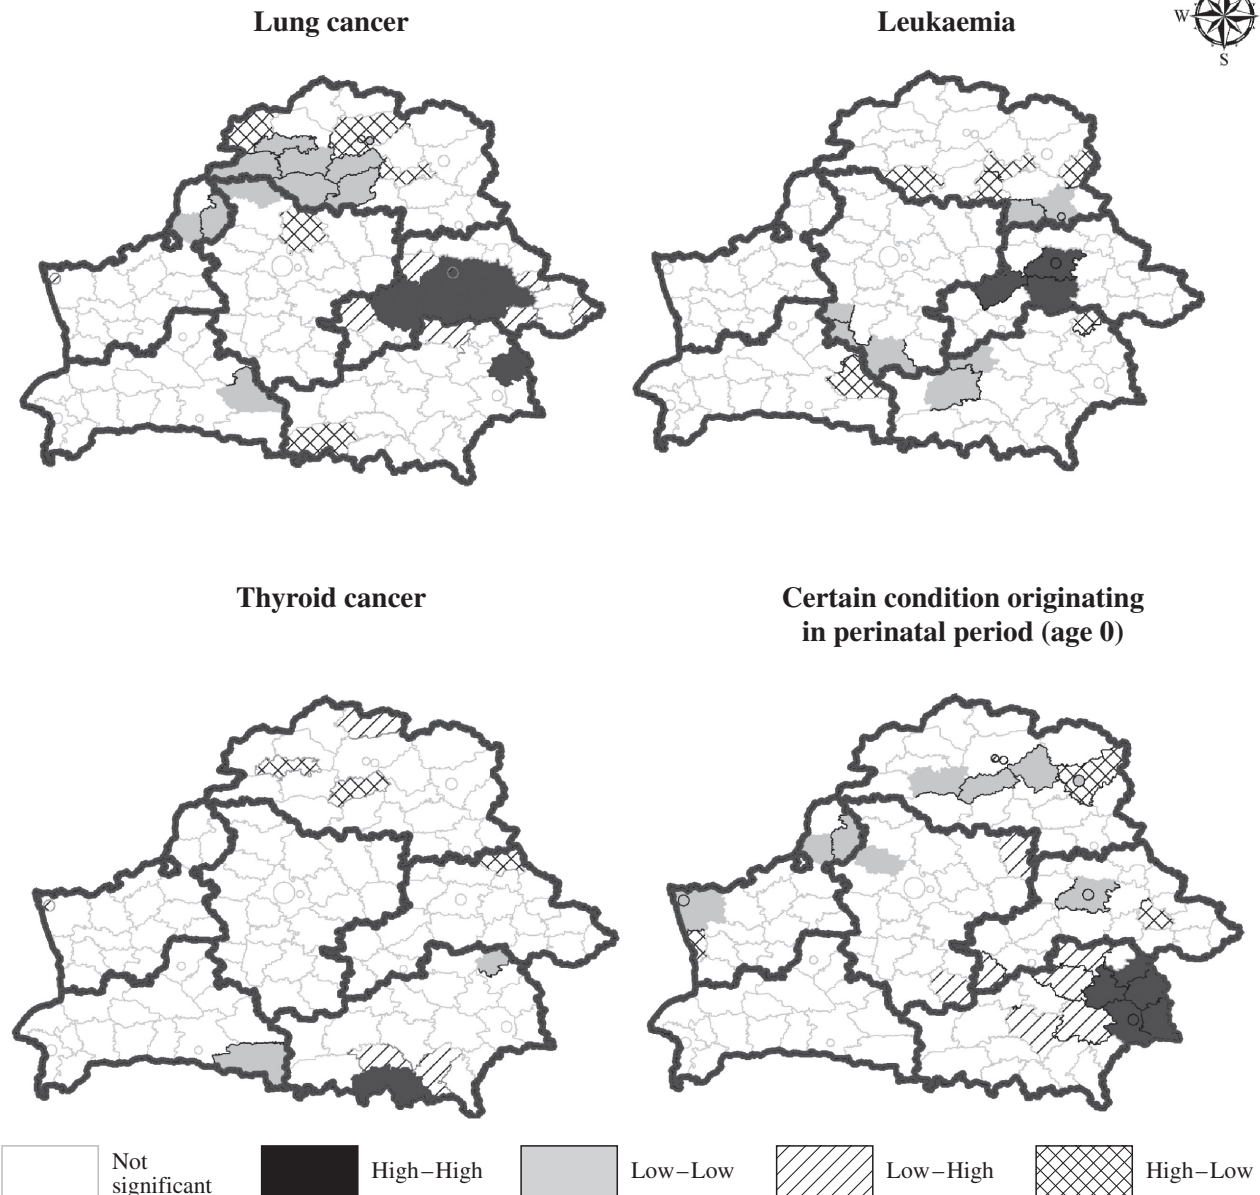 Lung cancer
Leukaemia
W
S
Thyroid cancer
Certain condition originating
in perinatal period (age 0)
Not
significant
High–High
Low–Low
Low–High
High–Low